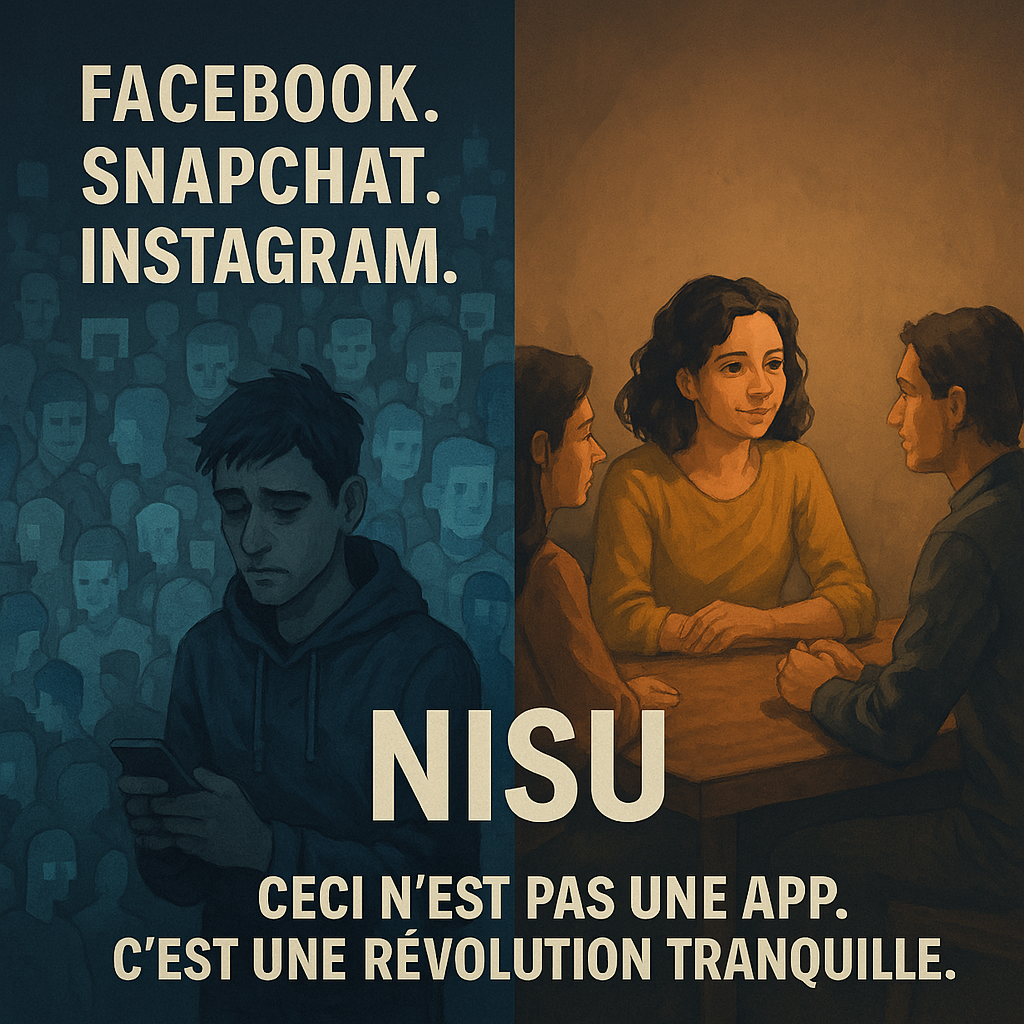 FACEBOOK.
SNAPCHAT.
INSTAGRAM.
NISU
CECI N'EST PAS UNE APP.
C'EST UNE RÉVOLUTION TRANQUILLE.